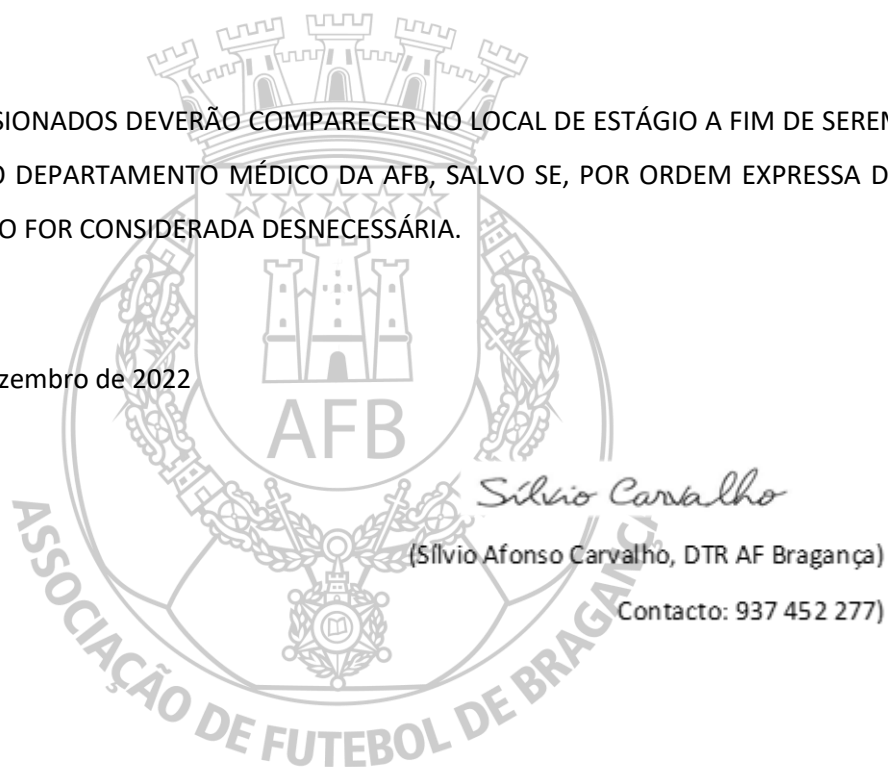 SIONADOS DEVERÃO COMPARECER NO LOCAL DE ESTÁGIO A FIM DE SEREM
O DEPARTAMENTO MÉDICO DA AFB, SALVO SE, POR ORDEM EXPRESSA D
O FOR CONSIDERADA DESNECESSÁRIA.
zembro de 2022
AFB
Sílvio Carvalho
(Sílvio Afonso Carvalho, DTR AF Bragança)
Contacto: 937 452 277)
ASSOCIAÇÃO DE FUTEBOL DE BRAGANÇA